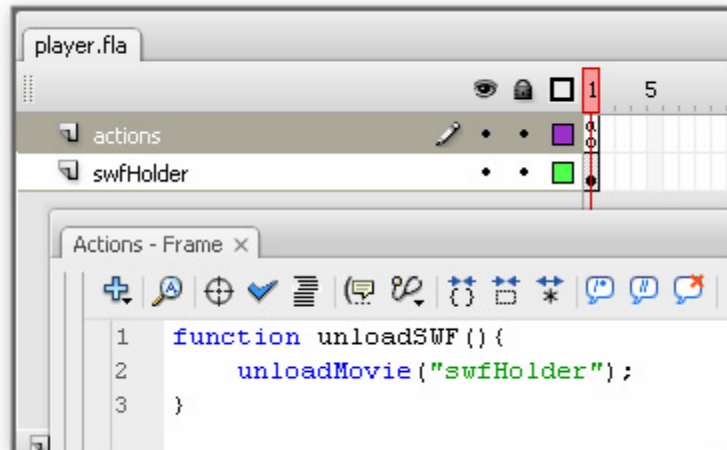 player.fla
1 5
actions
swfHolder
Actions - Frame ×
1 function unloadSWF(){
2 unloadMovie("swfHolder");
3 }